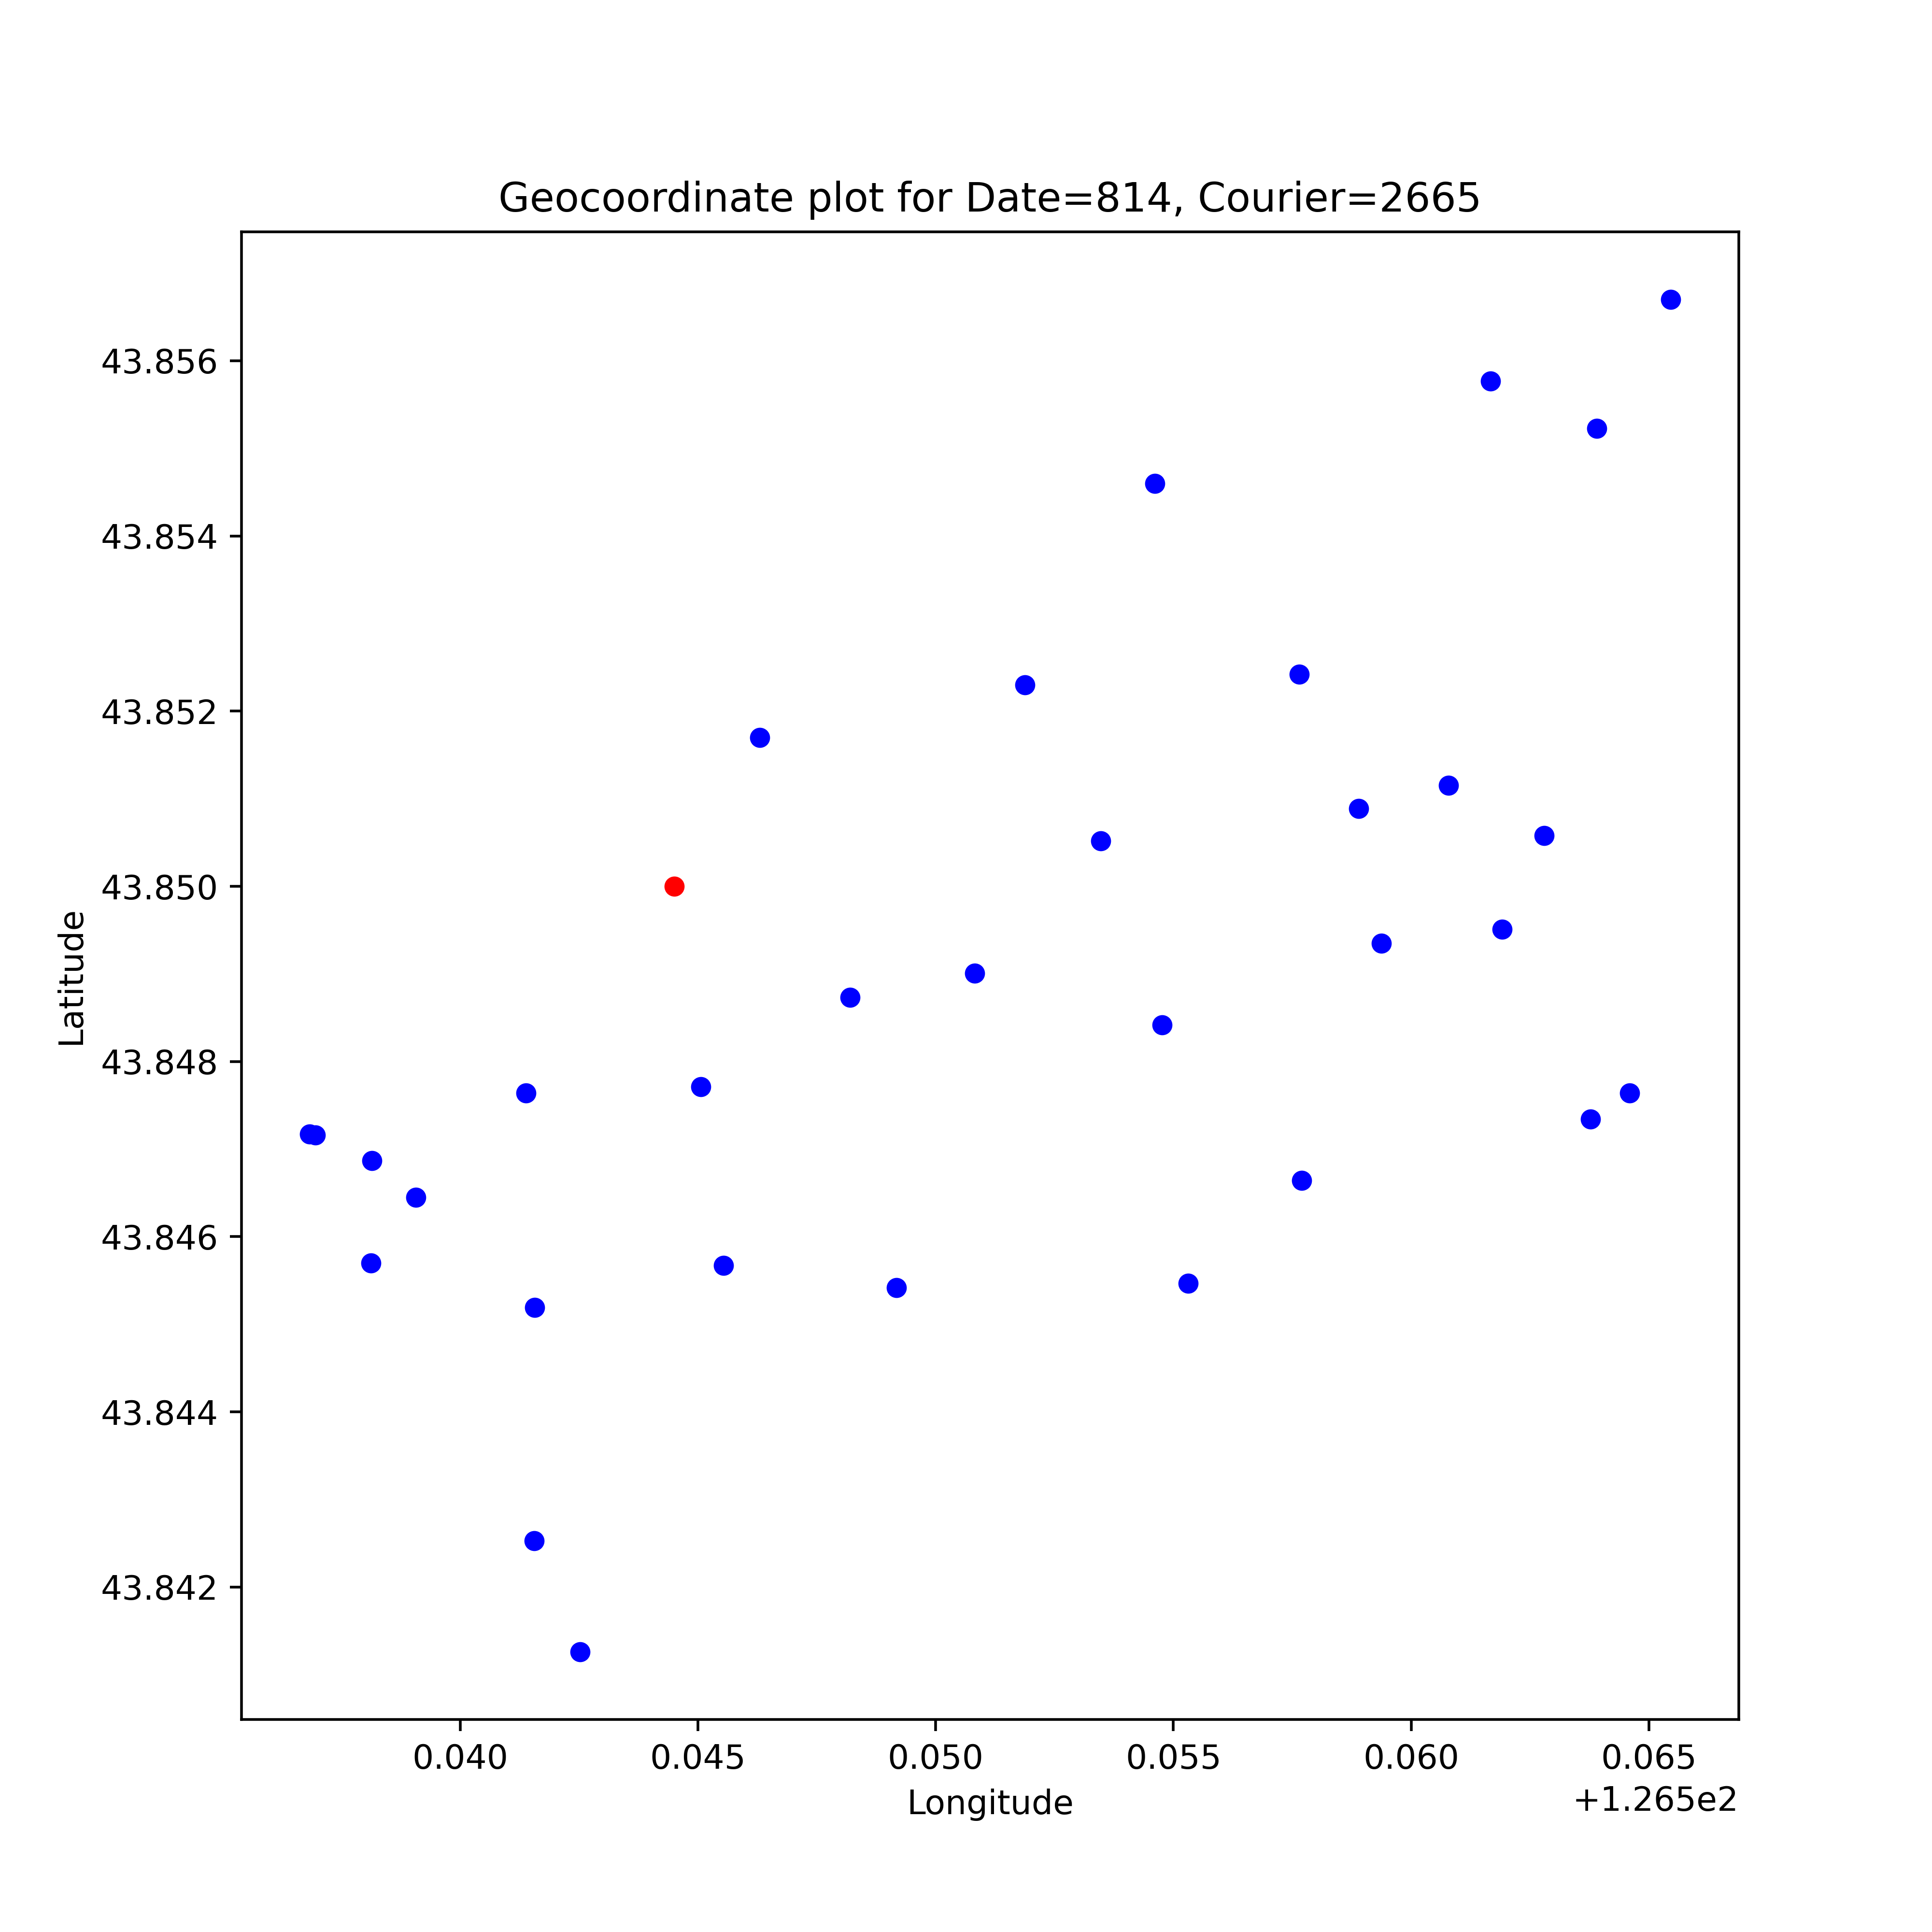 Geocoordinate plot for Date=814, Courier=2665
43.856
43.854
43.852
43.850
43.848
43.846
43.844
43.842
Latitude
0.040 0.045 0.050 0.055 0.060 0.065
+1.265e2
Longitude